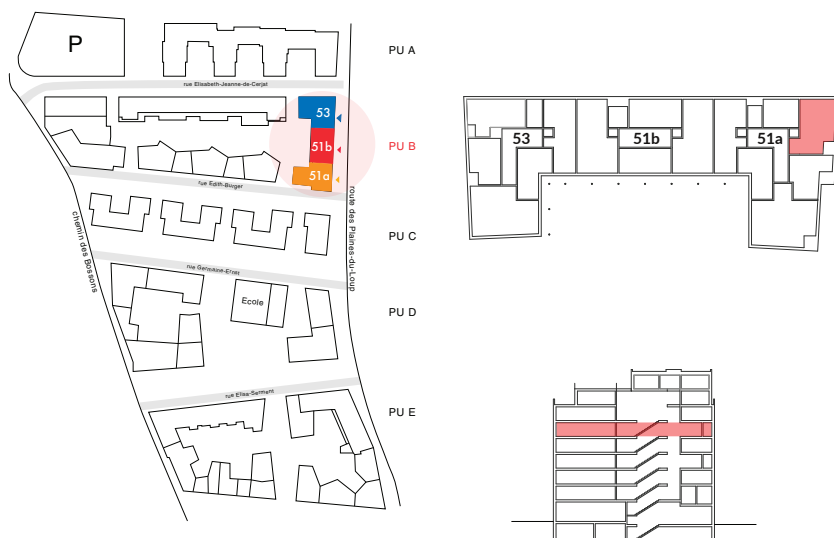 P
PU A
rue Elisabeth-Jeanne-de-Cerjat
53
51b
PU B
51a
rue Edith-Burger
route des Plaines-du-Loup
chemin des Bossons
PU C
rue Germaine-Ernst
Ecole
PU D
rue Elisa-Serment
PU E
53
51b
51a